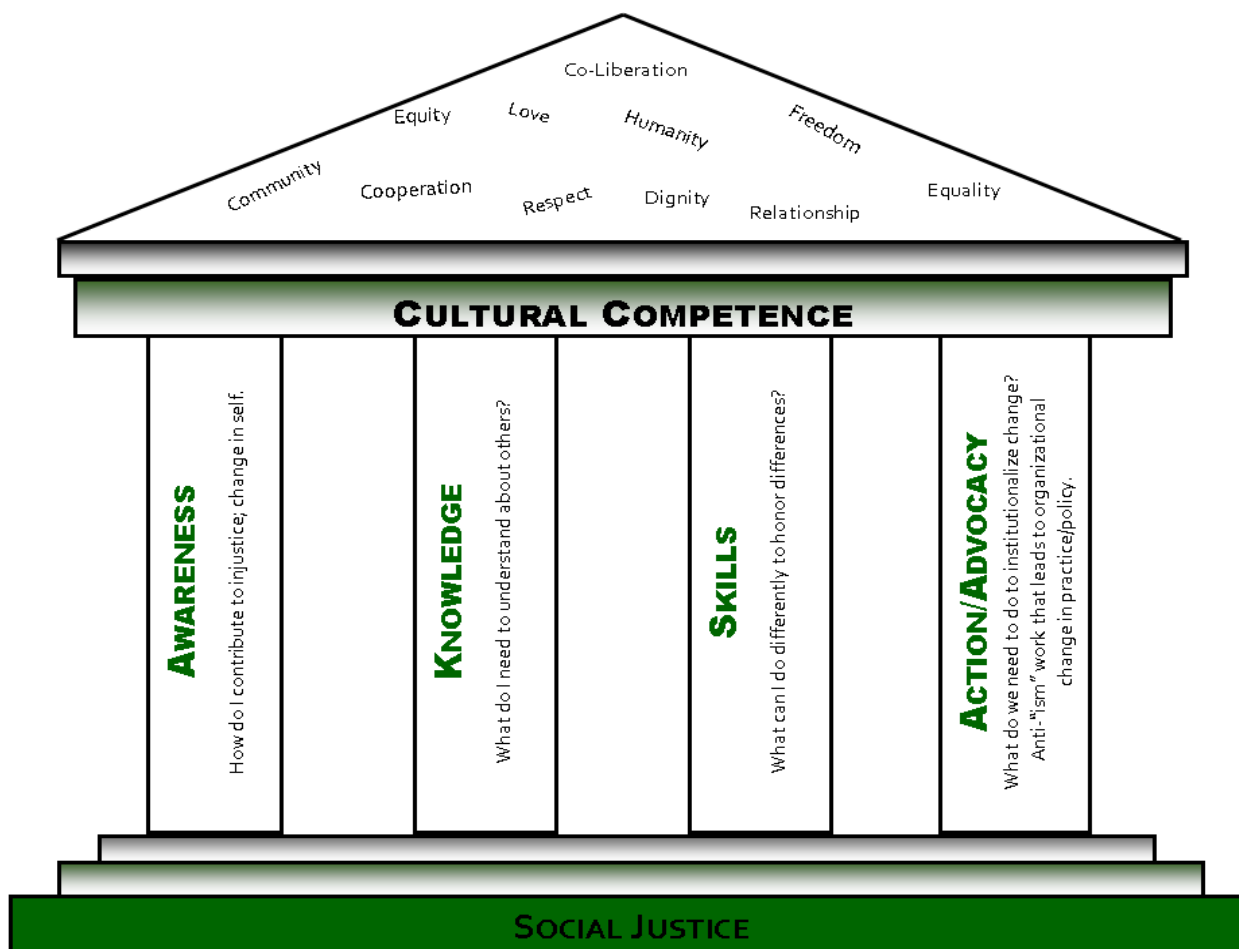 Co-Liberation
Equity
Love
Humanity
Freedom
Community
Cooperation
Respect
Dignity
Relationship
Equality
CULTURAL COMPETENCE
AWARENESS
How do I contribute to injustice; change in self.
KNOWLEDGE
What do I need to understand about others?
SKILLS
What can I do differently to honor differences?
ACTION/ADVOCACY
What do we need to do to institutionalize change?
Anti-"ism" work that leads to organizational
change in practice/policy.
SOCIAL JUSTICE